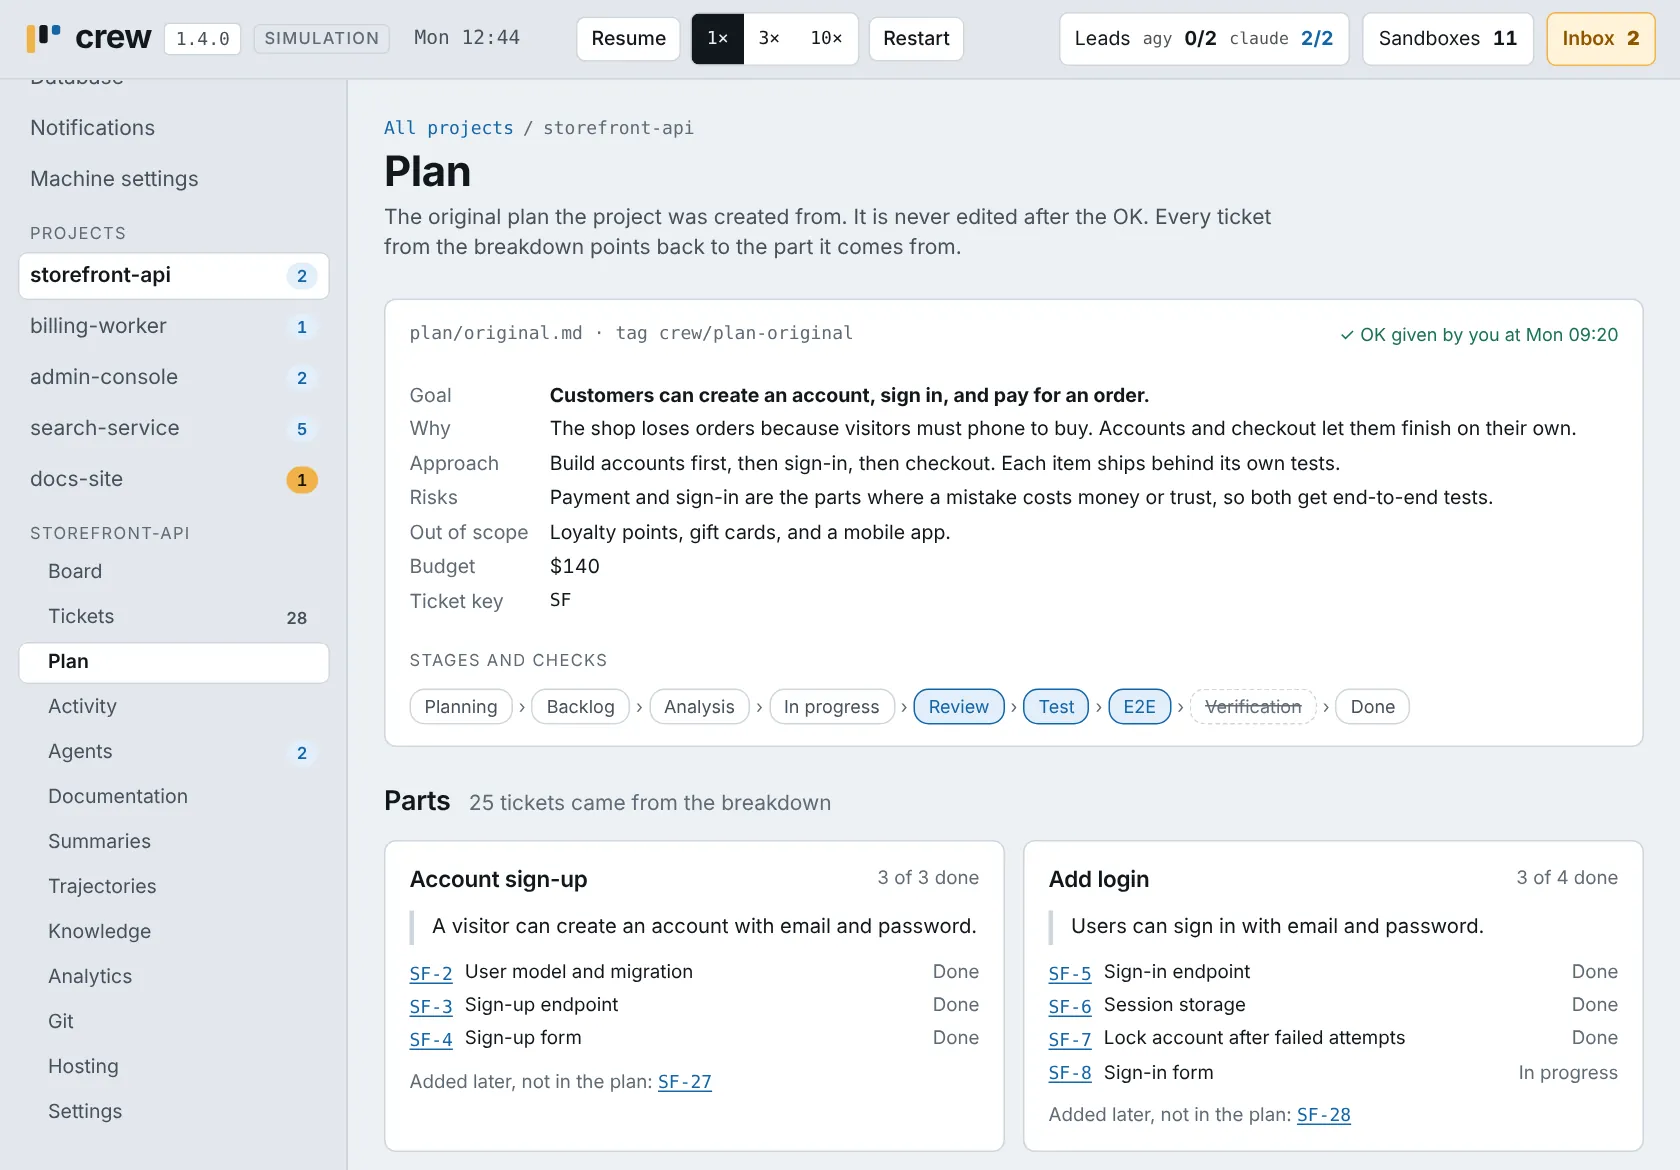 crew 1.4.0 SIMULATION Mon 12:44 Resume 1× 3× 10× Restart Leads agy 0/2 claude 2/2 Sandboxes 11 Inbox 2
Database
Notifications
Machine settings
PROJECTS
storefront-api 2
billing-worker 1
admin-console 2
search-service 5
docs-site 1
STOREFRONT-API
Board
Tickets 28
Plan
Activity
Agents 2
Documentation
Summaries
Trajectories
Knowledge
Analytics
Git
Hosting
Settings
All projects / storefront-api
Plan
The original plan the project was created from. It is never edited after the OK. Every ticket
from the breakdown points back to the part it comes from.
plan/original.md · tag crew/plan-original ✓ OK given by you at Mon 09:20
Goal Customers can create an account, sign in, and pay for an order.
Why The shop loses orders because visitors must phone to buy. Accounts and checkout let them finish on their own.
Approach Build accounts first, then sign-in, then checkout. Each item ships behind its own tests.
Risks Payment and sign-in are the parts where a mistake costs money or trust, so both get end-to-end tests.
Out of scope Loyalty points, gift cards, and a mobile app.
Budget $140
Ticket key SF
STAGES AND CHECKS
Planning › Backlog › Analysis › In progress › Review › Test › E2E › Verification › Done
Parts 25 tickets came from the breakdown
Account sign-up 3 of 3 done
A visitor can create an account with email and password.
SF-2 User model and migration Done
SF-3 Sign-up endpoint Done
SF-4 Sign-up form Done
Added later, not in the plan: SF-27
Add login 3 of 4 done
Users can sign in with email and password.
SF-5 Sign-in endpoint Done
SF-6 Session storage Done
SF-7 Lock account after failed attempts Done
SF-8 Sign-in form In progress
Added later, not in the plan: SF-28